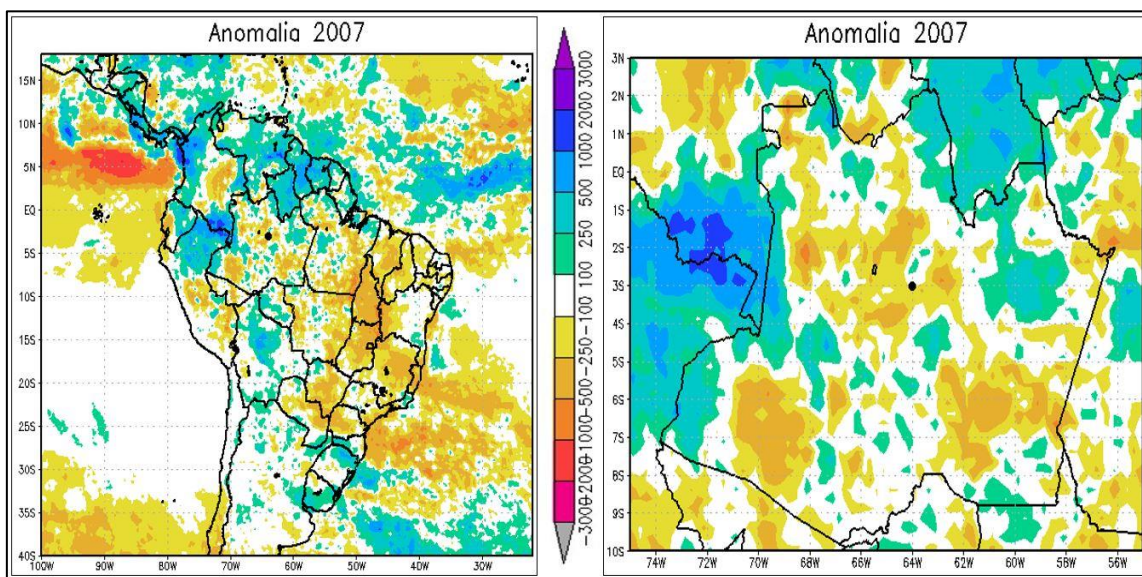 Anomalia 2007
15N
10N
5N
EQ
5S
10S
15S
20S
25S
30S
35S
40S
100W 90W 80W 70W 60W 50W 40W 30W
3000
2000
1000
500
250
100
-100
-250
-500
-1000
-2000
-3000
Anomalia 2007
3N
2N
1N
EQ
1S
2S
3S
4S
5S
6S
7S
8S
9S
10S
74W 72W 70W 68W 66W 64W 62W 60W 58W 56W